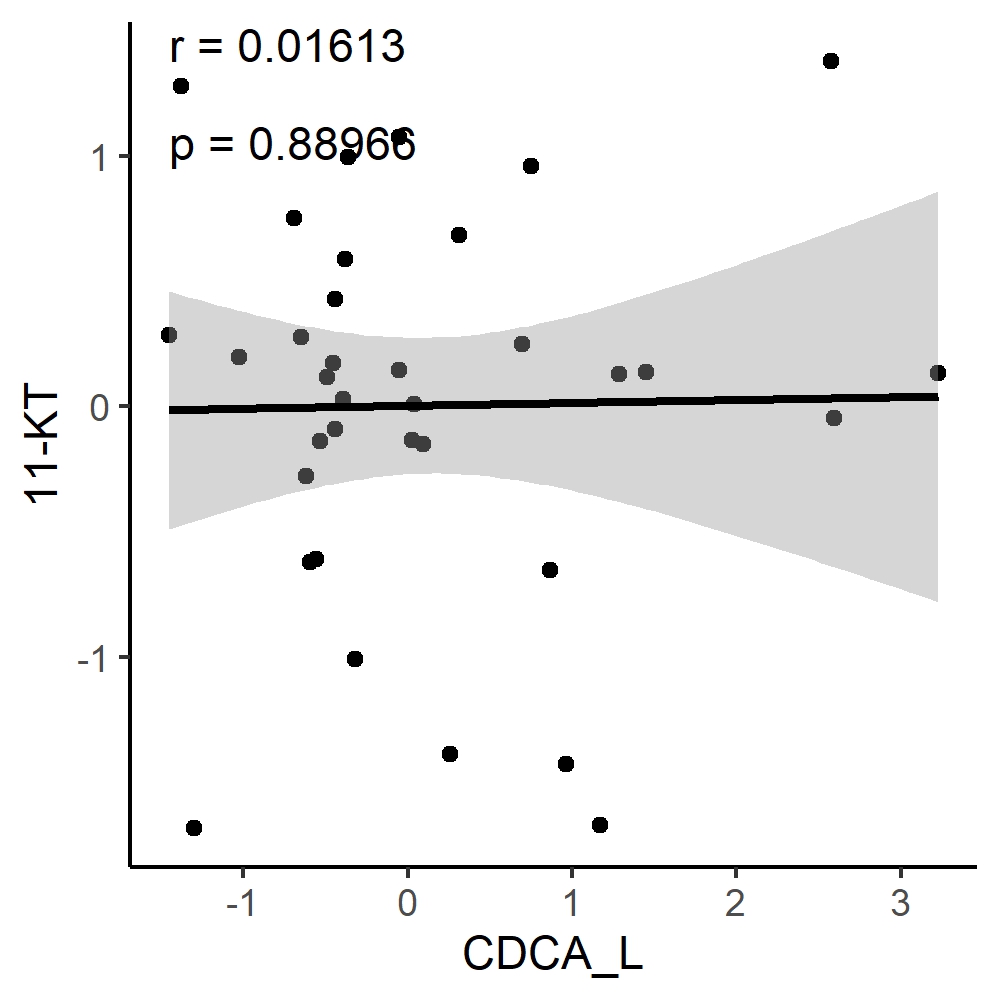 r = 0.01613
p = 0.88966
1
0
-1
11-KT
-1 0 1 2 3
CDCA_L